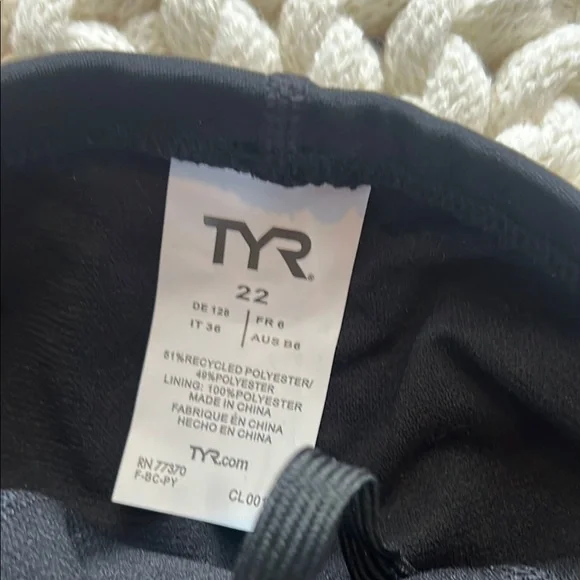 TYR®
22
DE 128 | FR 6
IT 36 | AUS B6
51%RECYCLED POLYESTER/
49%POLYESTER
LINING: 100%POLYESTER
MADE IN CHINA
FABRIQUÉ EN CHINA
HECHO EN CHINA
TYR.com
RN 77370
F-BC-PY